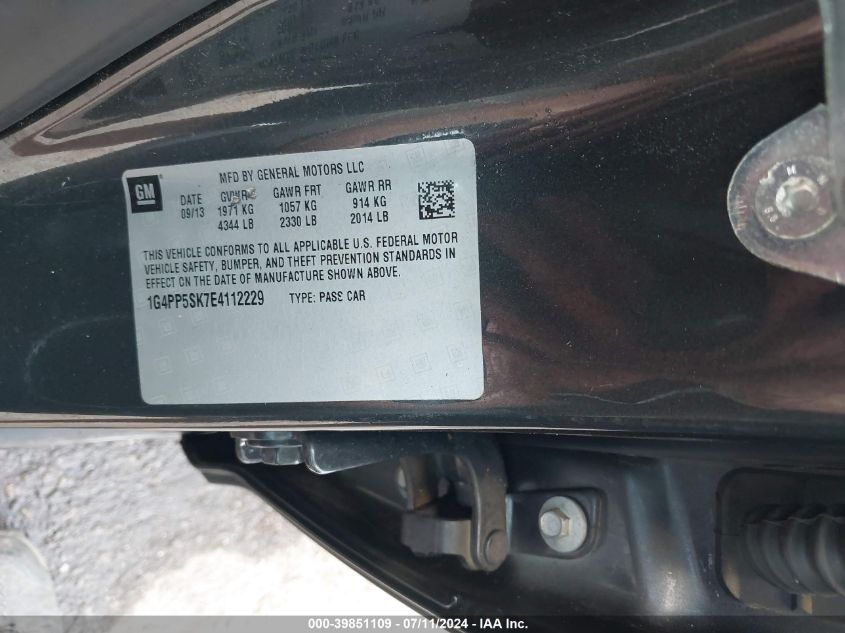 MFD BY GENERAL MOTORS LLC
GM
DATE GVWR GAWR FRT GAWR RR
09/13 1971 KG 1057 KG 914 KG
4344 LB 2330 LB 2014 LB
THIS VEHICLE CONFORMS TO ALL APPLICABLE U.S. FEDERAL MOTOR
VEHICLE SAFETY, BUMPER, AND THEFT PREVENTION STANDARDS IN
EFFECT ON THE DATE OF MANUFACTURE SHOWN ABOVE.
1G4PP5SK7E4112229 TYPE: PASS CAR
000-39851109 - 07/11/2024 - IAA Inc.